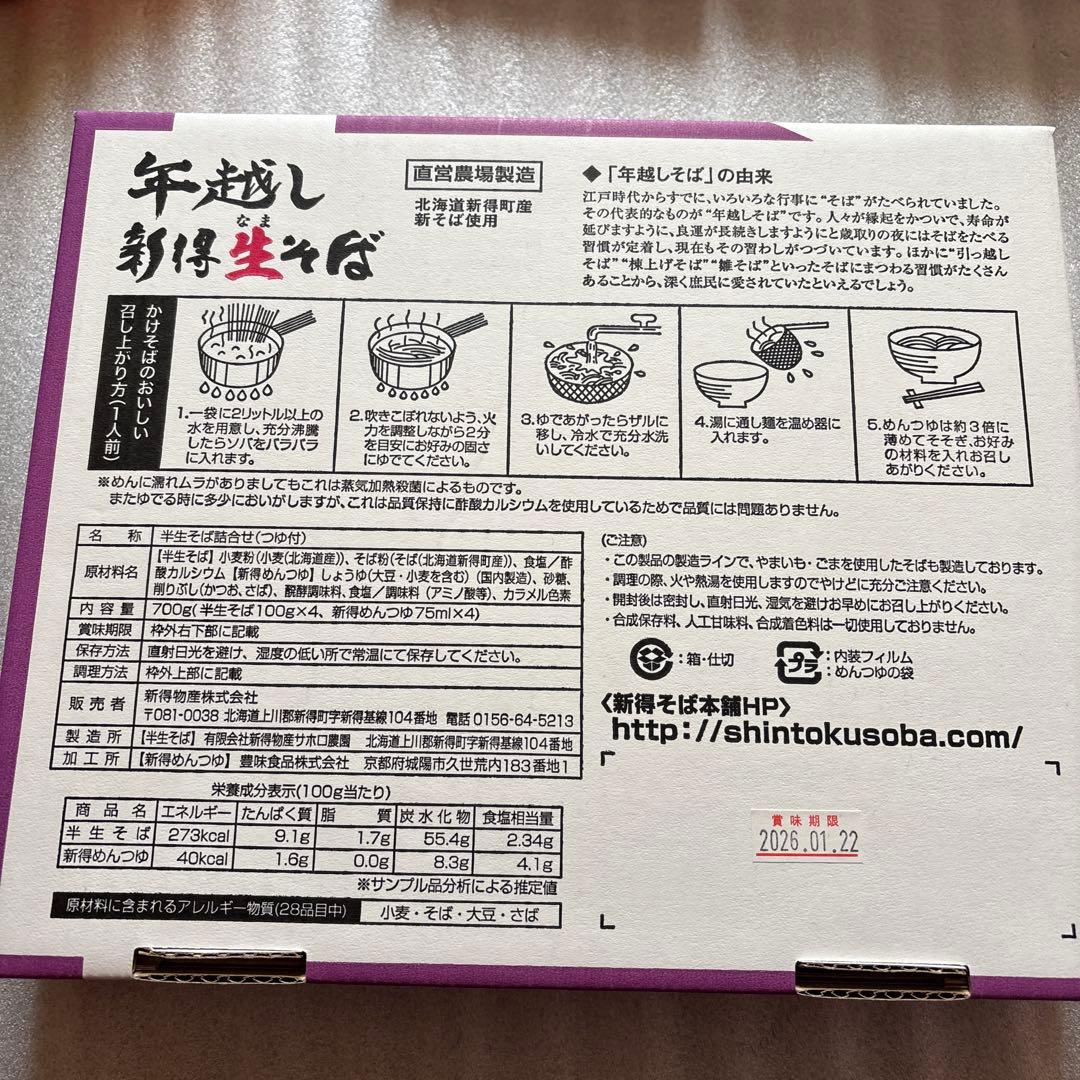 年越し
なま
新得生そば
直営農場製造
北海道新得町産
新そば使用
◆「年越しそば」の由来
江戸時代からすでに、いろいろな行事に“そば”がたべられていました。
その代表的なものが“年越しそば”です。人々が縁起をかついで、寿命が
延びますように、良運が長続きしますようにと歳取りの夜にはそばをたべる
習慣が定着し、現在もその習わしがつづいています。ほかに“引っ越し
そば”“棟上げそば”“雛そば”といったそばにまつわる習慣がたくさん
あることから、深く庶民に愛されていたといえるでしょう。
かけそばのおいしい
召し上がり方(1人前)
1.一袋に2リットル以上の
水を用意し、充分沸騰
したらソバをバラバラ
に入れます。
2.吹きこぼれないよう、火
力を調整しながら2分
を目安にお好みの固さ
にゆでてください。
3.ゆであがったらザルに
移し、冷水で充分水洗
いしてください。
4.湯に通し麺を温め器に
入れます。
5.めんつゆは約3倍に
薄めてそそぎ、お好み
の材料を入れお召し
あがりください。
※めんに濡れムラがありましてもこれは蒸気加熱殺菌によるものです。
またゆでる時に多少においがしますが、これは品質保持に酢酸カルシウムを使用しているためで品質には問題ありません。
名称 半生そば詰合せ(つゆ付)
原材料名 【半生そば】小麦粉(小麦(北海道産))、そば粉(そば(北海道新得町産))、食塩/酢
酸カルシウム【新得めんつゆ】しょうゆ(大豆・小麦を含む)(国内製造)、砂糖、
削りぶし(かつお、さば)、醗酵調味料、食塩/調味料(アミノ酸等)、カラメル色素
内容量 700g(半生そば100g×4、新得めんつゆ75ml×4)
賞味期限 枠外右下部に記載
保存方法 直射日光を避け、湿度の低い所で常温にて保存してください。
調理方法 枠外上部に記載
販売者 新得物産株式会社
〒081-0038 北海道上川郡新得町字新得基線104番地 電話0156-64-5213
製造所 【半生そば】有限会社新得物産サホロ農園 北海道上川郡新得町字新得基線104番地
加工所 【新得めんつゆ】豊味食品株式会社 京都府城陽市久世荒内183番地1
(ご注意)
・この製品の製造ラインで、やまいも・ごまを使用したそばも製造しております。
・調理の際、火や熱湯を使用しますのでやけどに充分ご注意ください。
・開封後は密封し、直射日光、湿気を避けお早めにお召し上がりください。
・合成保存料、人工甘味料、合成着色料は一切使用しておりません。
:箱・仕切
プラ
:内装フィルム
:めんつゆの袋
〈新得そば本舗HP〉
http://shintokusoba.com/
栄養成分表示(100g当たり)
商品名 エネルギー たんぱく質 脂質 炭水化物 食塩相当量
半生そば 273kcal 9.1g 1.7g 55.4g 2.34g
新得めんつゆ 40kcal 1.6g 0.0g 8.3g 4.1g
※サンプル品分析による推定値
原材料に含まれるアレルギー物質(28品目中) 小麦・そば・大豆・さば
賞味期限
2026.01.22